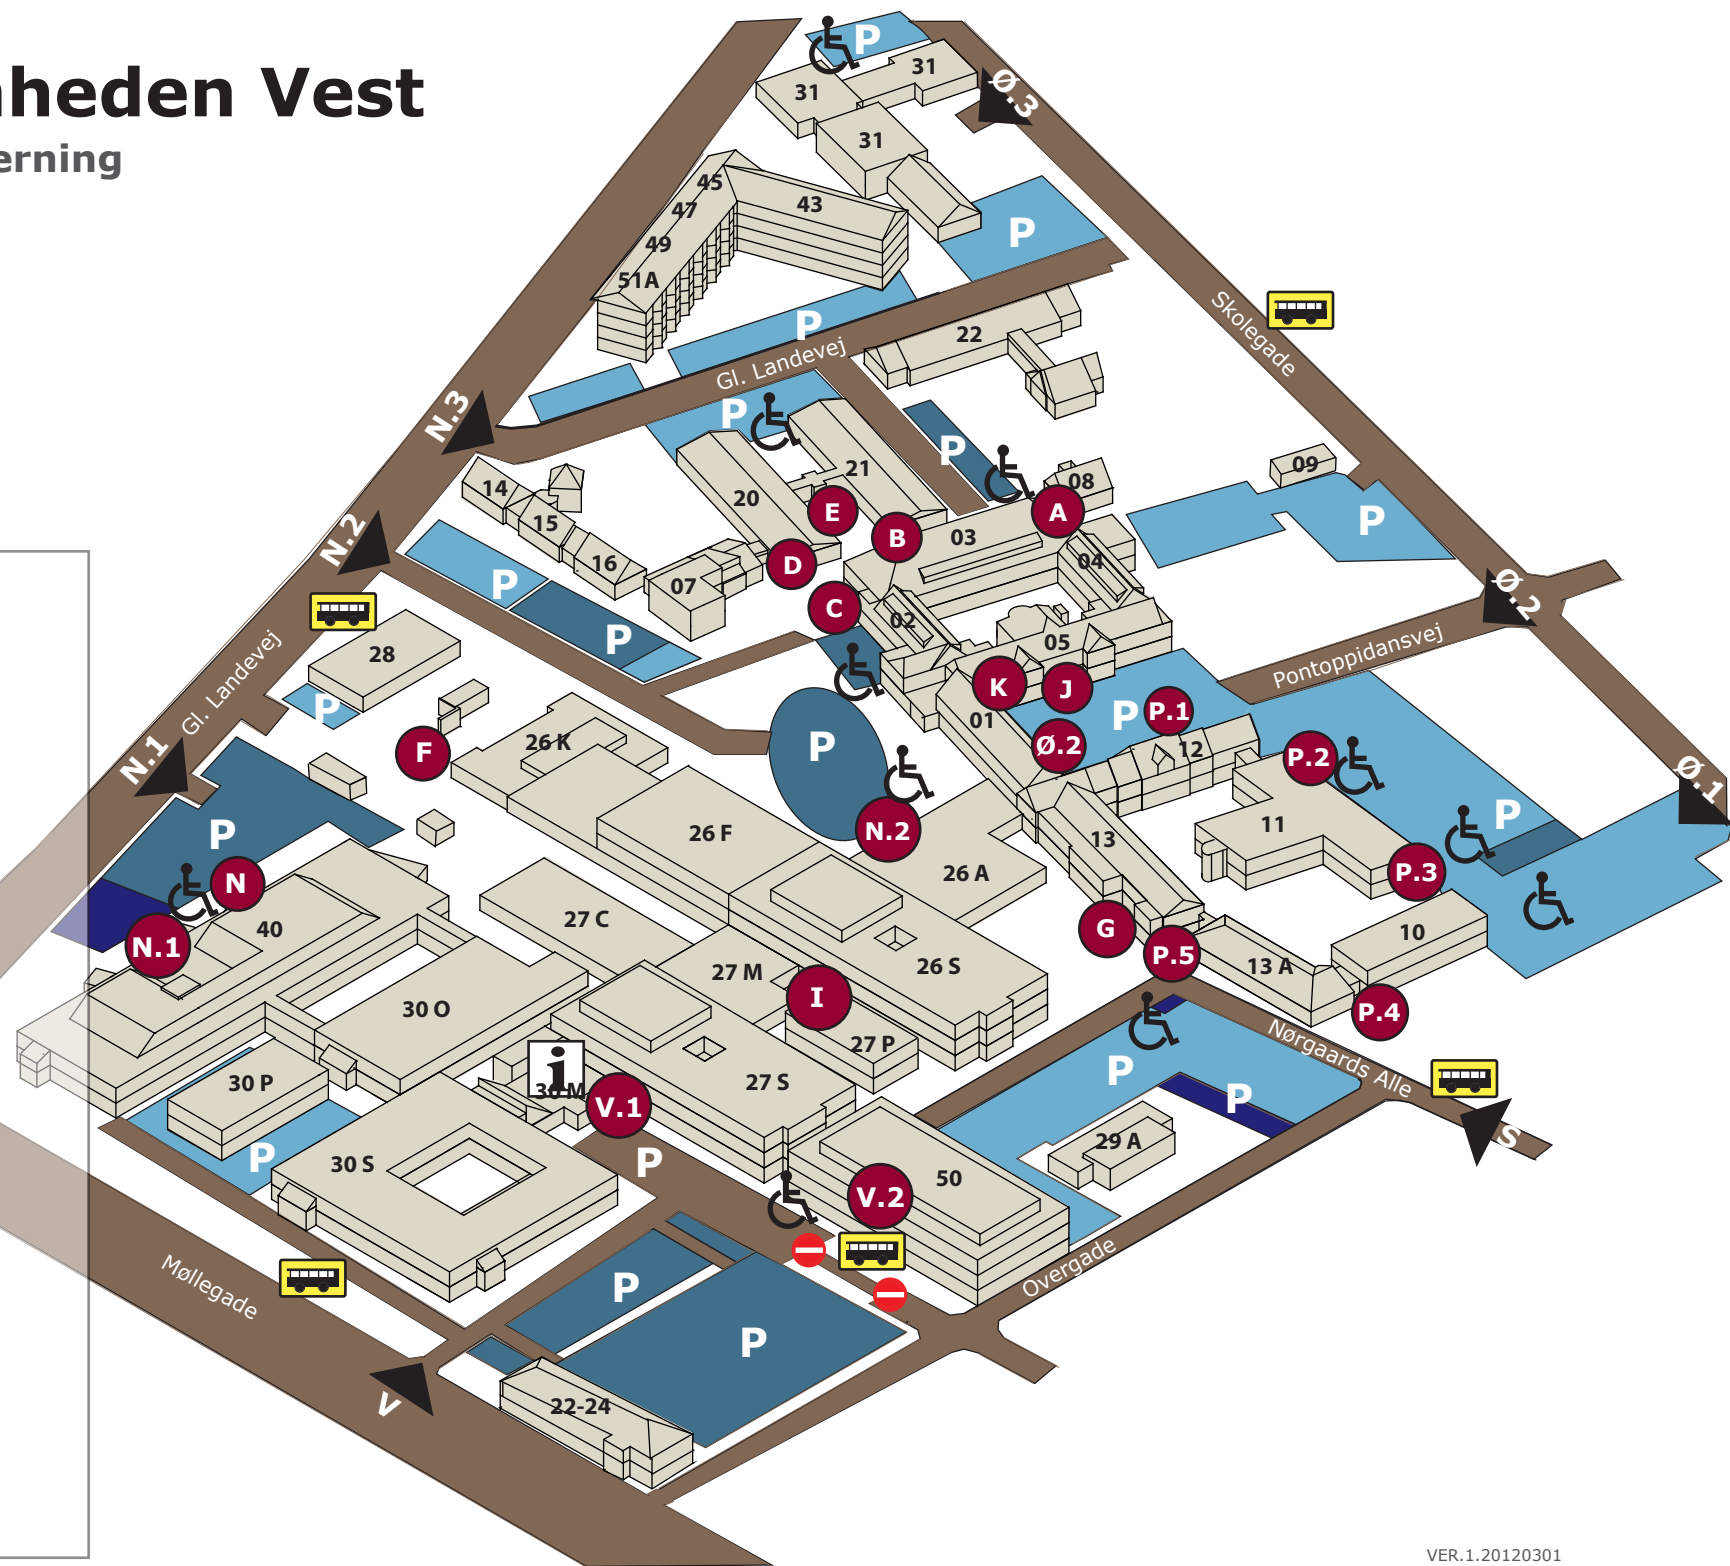 heden Vest
erning
P
31
31
Ø.3
31
45
43
47
49
P
51A
P
22
Skolegade
Gl. Landevej
P
N.3
P
21
09
14
20
08
15
E
A
P
N.2
B
03
16
D
04
P
07
C
02
Ø.2
P
05
28
Pontoppidansvej
K
J
Gl. Landevej
P
01
P
P.1
26 K
P
Ø.2
12
F
P.2
N.1
Ø.1
P
26 F
N.2
13
11
P
26 A
P.3
N
27 C
40
G
10
N.1
P.5
27 M
26 S
13 A
I
30 O
P.4
27 P
Nørgaards Alle
i
30 P
30 M
27 S
P
V.1
P
29 A
S
P
30 S
P
50
V.2
Overgade
Møllegade
P
P
V
22-24
VER.1.20120301